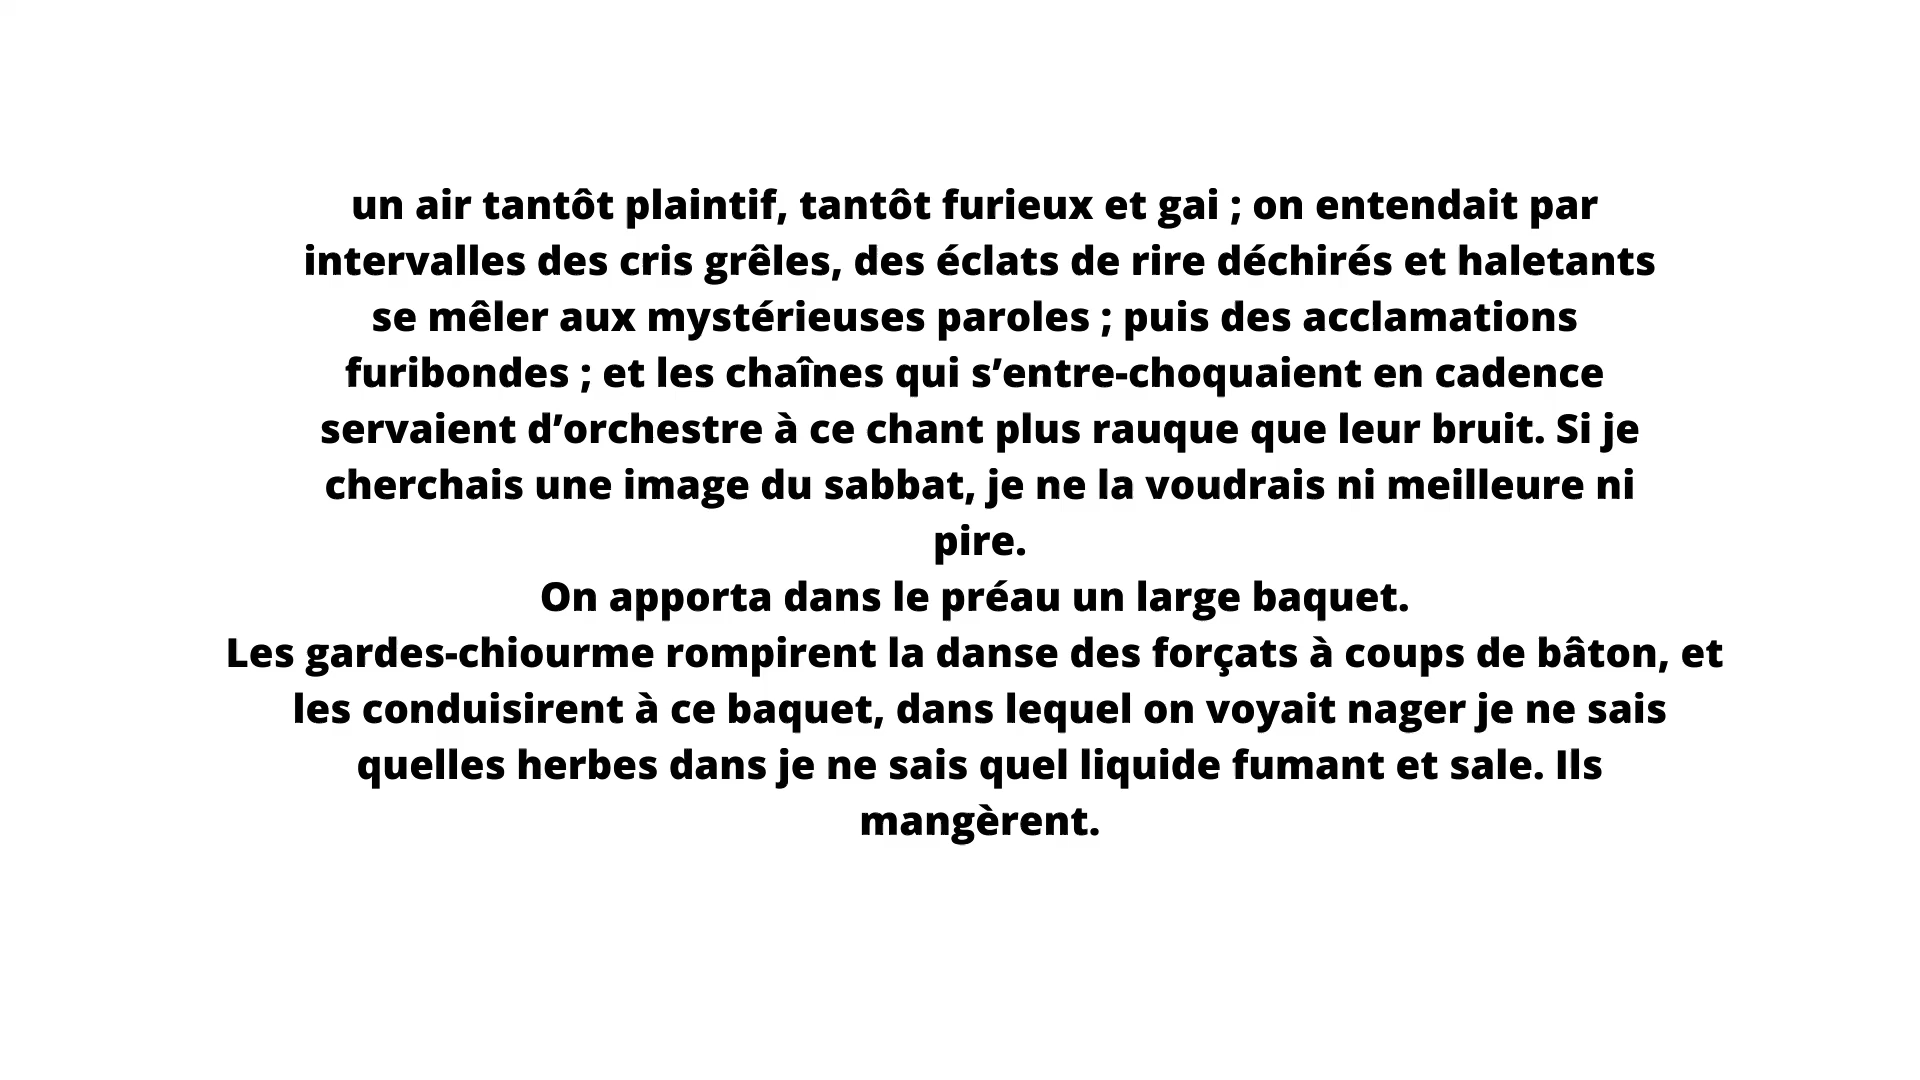 un air tantôt plaintif, tantôt furieux et gai ; on entendait par
intervalles des cris grêles, des éclats de rire déchirés et haletants
se mêler aux mystérieuses paroles ; puis des acclamations
furibondes ; et les chaînes qui s’entre-choquaient en cadence
servaient d’orchestre à ce chant plus rauque que leur bruit. Si je
cherchais une image du sabbat, je ne la voudrais ni meilleure ni
pire.
On apporta dans le préau un large baquet.
Les gardes-chiourme rompirent la danse des forçats à coups de bâton, et
les conduisirent à ce baquet, dans lequel on voyait nager je ne sais
quelles herbes dans je ne sais quel liquide fumant et sale. Ils
mangèrent.